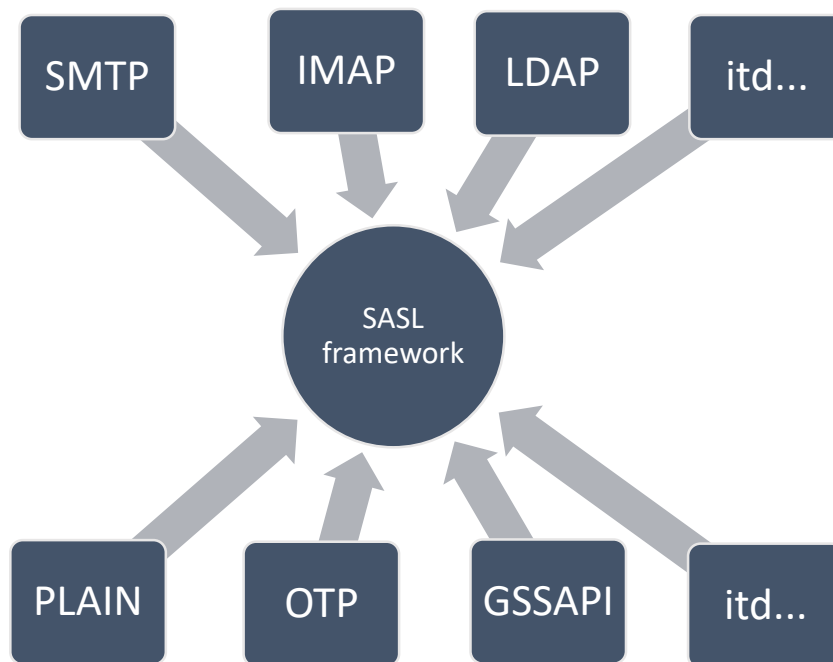 SMTP
IMAP
LDAP
itd...
SASL
framework
PLAIN
OTP
GSSAPI
itd...